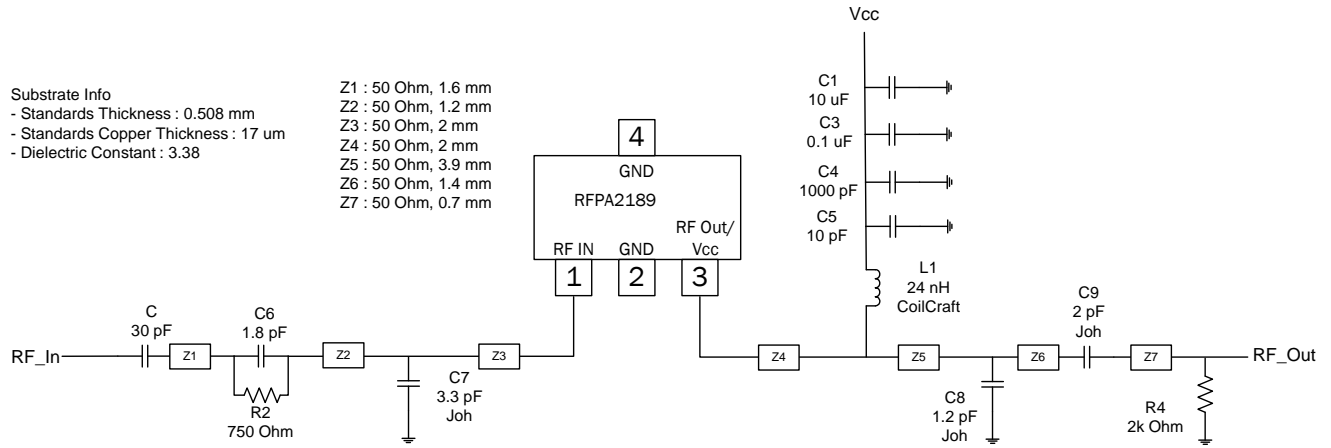 Vcc
Substrate Info
- Standards Thickness : 0.508 mm
- Standards Copper Thickness : 17 um
- Dielectric Constant : 3.38
Z1 : 50 Ohm, 1.6 mm
Z2 : 50 Ohm, 1.2 mm
Z3 : 50 Ohm, 2 mm
Z4 : 50 Ohm, 2 mm
Z5 : 50 Ohm, 3.9 mm
Z6 : 50 Ohm, 1.4 mm
Z7 : 50 Ohm, 0.7 mm
4
GND
RFPA2189
RF IN
GND
RF Out/
Vcc
1
2
3
C1
10 uF
C3
0.1 uF
C4
1000 pF
C5
10 pF
L1
24 nH
CoilCraft
RF_In
C
30 pF
Z1
C6
1.8 pF
R2
750 Ohm
Z2
C7
3.3 pF
Joh
Z3
Z4
Z5
C8
1.2 pF
Joh
Z6
C9
2 pF
Joh
Z7
R4
2k Ohm
RF_Out